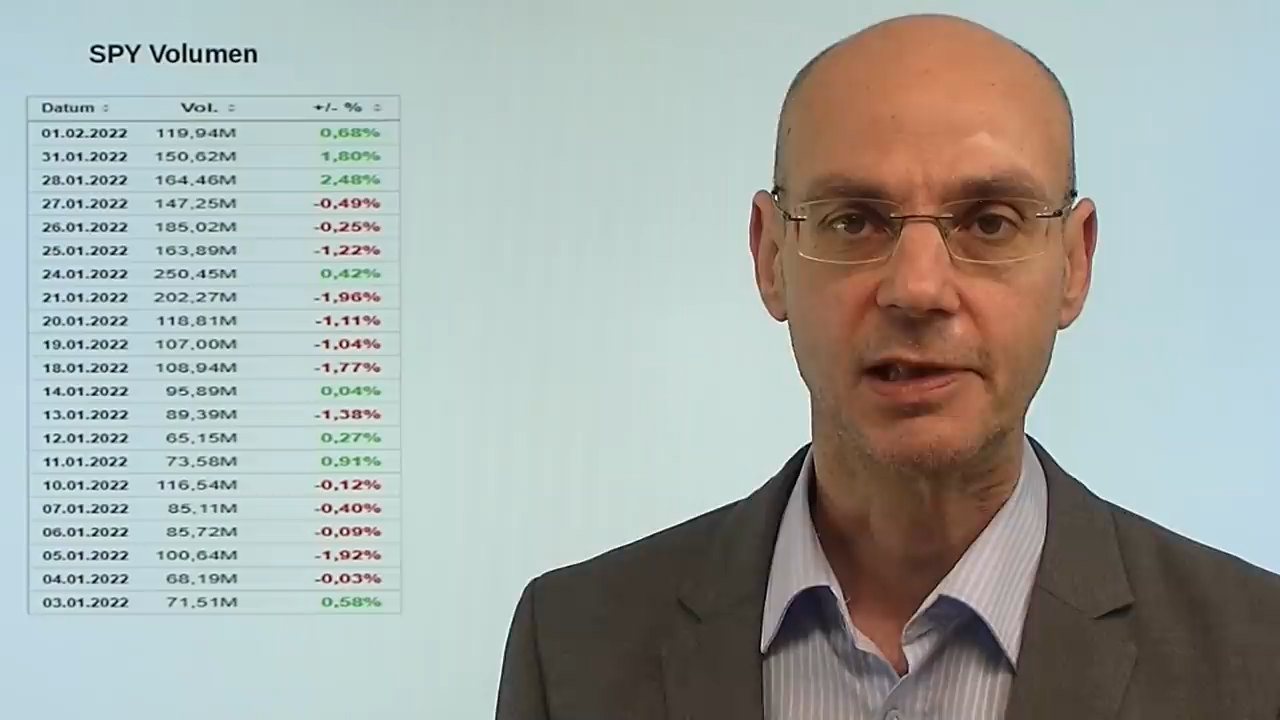 SPY Volumen
Datum Vol. +/- %
01.02.2022 119,94M 0,68%
31.01.2022 150,62M 1,80%
28.01.2022 164,46M 2,48%
27.01.2022 147,25M -0,49%
26.01.2022 185,02M -0,25%
25.01.2022 163,89M -1,22%
24.01.2022 250,45M 0,42%
21.01.2022 202,27M -1,96%
20.01.2022 118,81M -1,11%
19.01.2022 107,00M -1,04%
18.01.2022 108,94M -1,77%
14.01.2022 95,89M 0,04%
13.01.2022 89,39M -1,38%
12.01.2022 65,15M 0,27%
11.01.2022 73,58M 0,91%
10.01.2022 116,54M -0,12%
07.01.2022 85,11M -0,40%
06.01.2022 85,72M -0,09%
05.01.2022 100,64M -1,92%
04.01.2022 68,19M -0,03%
03.01.2022 71,51M 0,58%